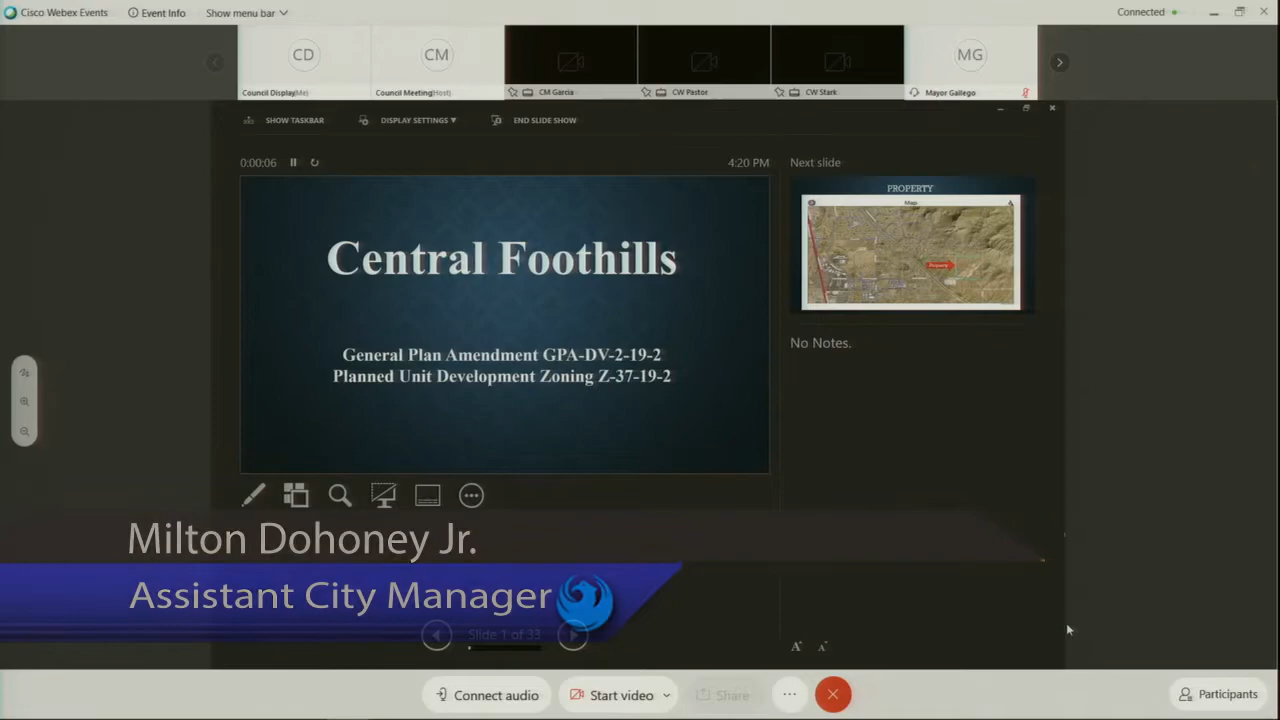 Cisco Webex Events
Event Info
Show menu bar
Connected
CD
CM
MG
Council Display(Me)
Council Meeting(Host)
CM Garcia
CW Pastor
CW Stark
Mayor Gallego
SHOW TASKBAR
DISPLAY SETTINGS
END SLIDE SHOW
0:00:06
4:20 PM
Next slide
Central Foothills
General Plan Amendment GPA-DV-2-19-2
Planned Unit Development Zoning Z-37-19-2
PROPERTY
Map
No Notes.
Milton Dohoney Jr.
Assistant City Manager
Slide 1 of 33
A
A
Connect audio
Start video
Share
Participants